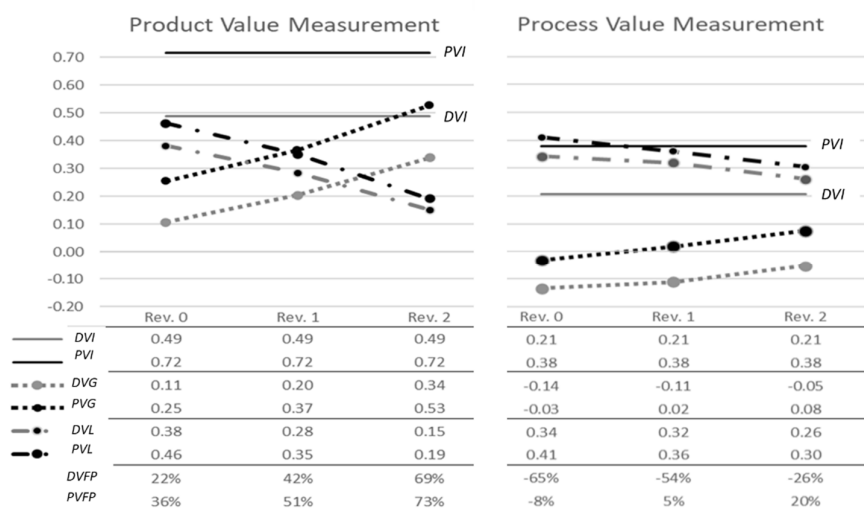 Product Value Measurement Process Value Measurement
PVI
0.70
0.60
0.50
DVI
0.40
PVI
0.30
0.20
DVI
0.10
0.00
-0.10
-0.20
Rev. 0 Rev. 1 Rev. 2 Rev. 0 Rev. 1 Rev. 2
DVI 0.49 0.49 0.49 0.21 0.21 0.21
PVI 0.72 0.72 0.72 0.38 0.38 0.38
DVG 0.11 0.20 0.34 -0.14 -0.11 -0.05
PVG 0.25 0.37 0.53 -0.03 0.02 0.08
DVL 0.38 0.28 0.15 0.34 0.32 0.26
PVL 0.46 0.35 0.19 0.41 0.36 0.30
DVFP 22% 42% 69% -65% -54% -26%
PVFP 36% 51% 73% -8% 5% 20%